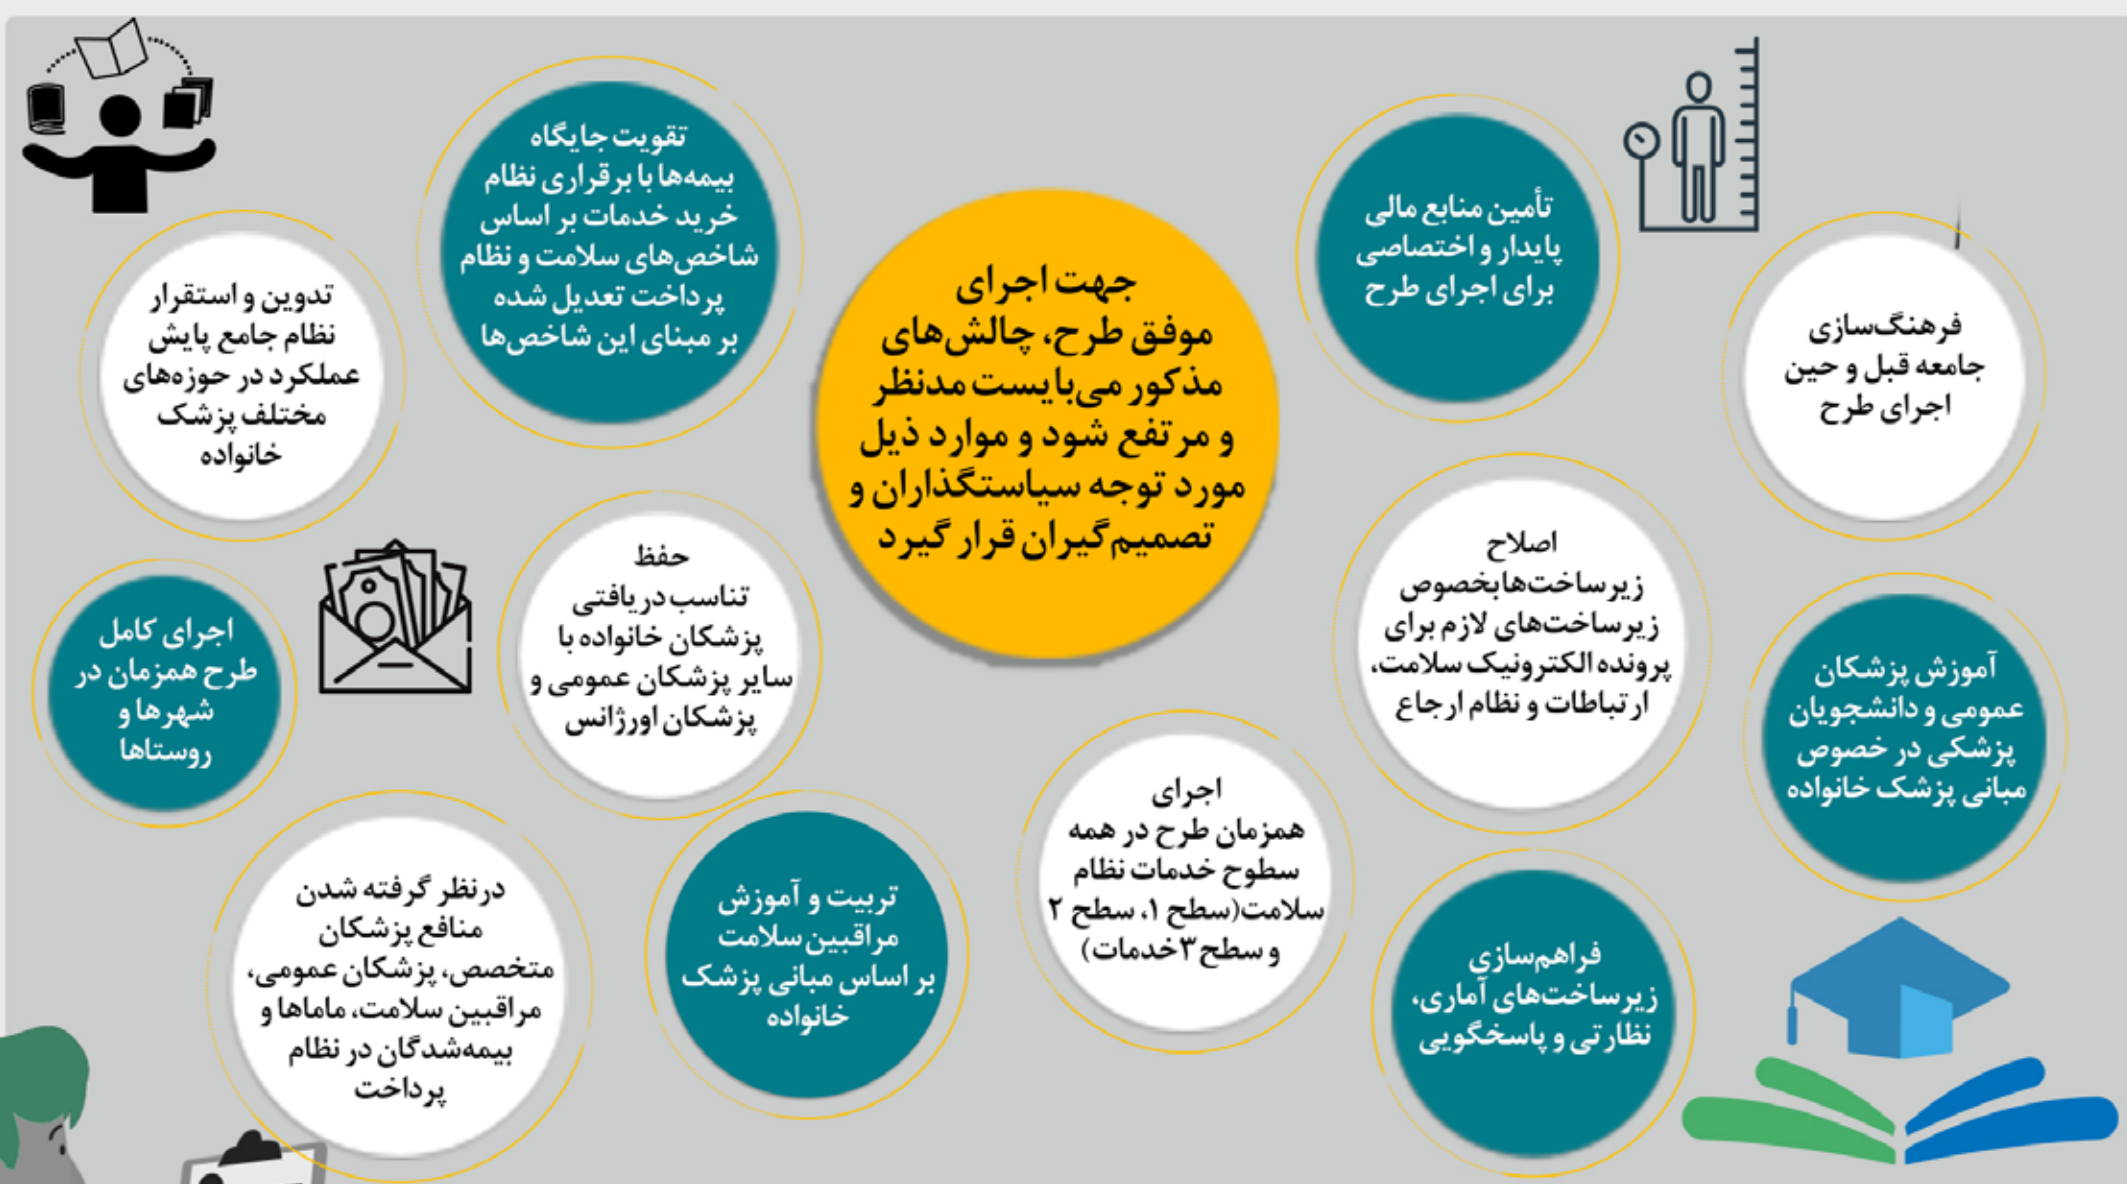 جهت اجرای
موفق طرح، چالش‌های
مذکور می‌بایست مدنظر
و مرتفع شود و موارد ذیل
مورد توجه سیاستگذاران و
تصمیم‌گیران قرار گیرد
فرهنگ‌سازی
جامعه قبل و حین
اجرای طرح
تأمین منابع مالی
پایدار و اختصاصی
برای اجرای طرح
تقویت جایگاه
بیمه‌ها با برقراری نظام
خرید خدمات بر اساس
شاخص‌های سلامت و نظام
پرداخت تعدیل شده
بر مبنای این شاخص‌ها
تدوین و استقرار
نظام جامع پایش
عملکرد در حوزه‌های
مختلف پزشک
خانواده
آموزش پزشکان
عمومی و دانشجویان
پزشکی در خصوص
مبانی پزشک خانواده
اصلاح
زیرساخت‌هابخصوص
زیرساخت‌های لازم برای
پرونده الکترونیک سلامت،
ارتباطات و نظام ارجاع
حفظ
تناسب دریافتی
پزشکان خانواده با
سایر پزشکان عمومی و
پزشکان اورژانس
اجرای کامل
طرح همزمان در
شهرها و
روستاها
فراهم‌سازی
زیرساخت‌های آماری،
نظارتی و پاسخگویی
اجرای
همزمان طرح در همه
سطوح خدمات نظام
سلامت(سطح ۱، سطح ۲
و سطح ۳خدمات)
تربیت و آموزش
مراقبین سلامت
بر اساس مبانی پزشک
خانواده
درنظر گرفته شدن
منافع پزشکان
متخصص، پزشکان عمومی،
مراقبین سلامت، ماماها و
بیمه‌شدگان در نظام
پرداخت